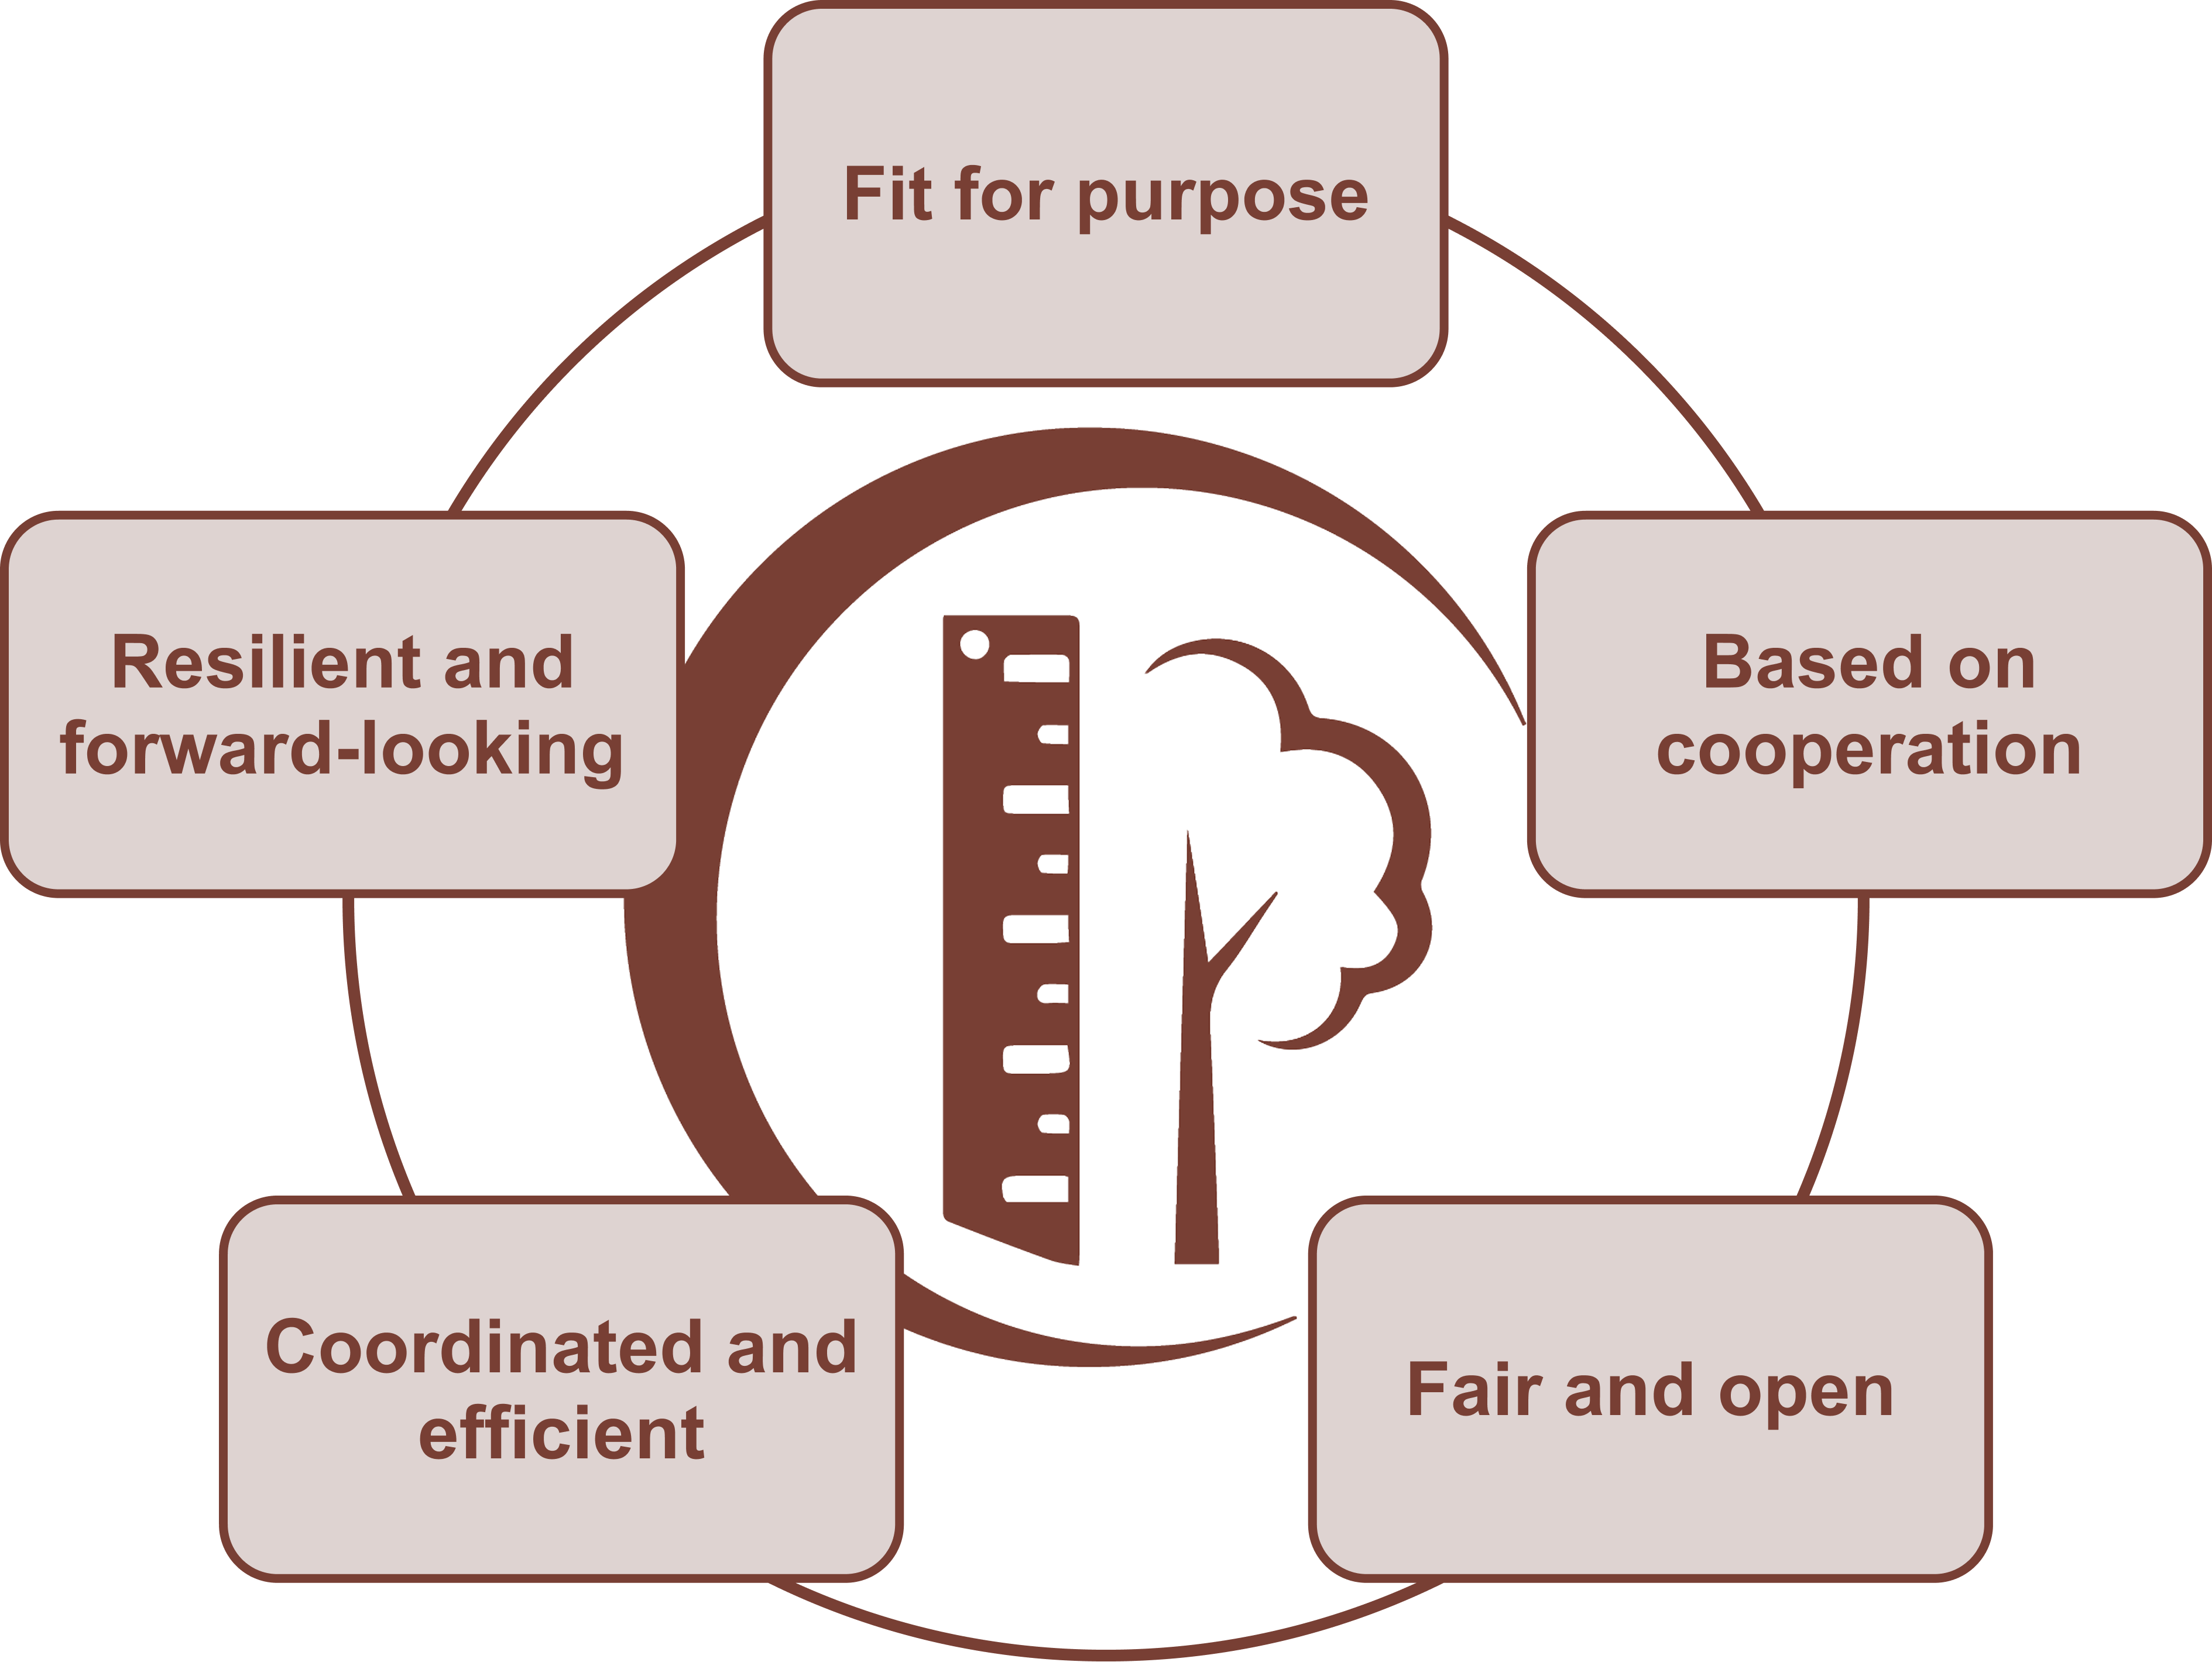 Fit for purpose
Based on
cooperation
Fair and open
Coordinated and
efficient
Resilient and
forward-looking